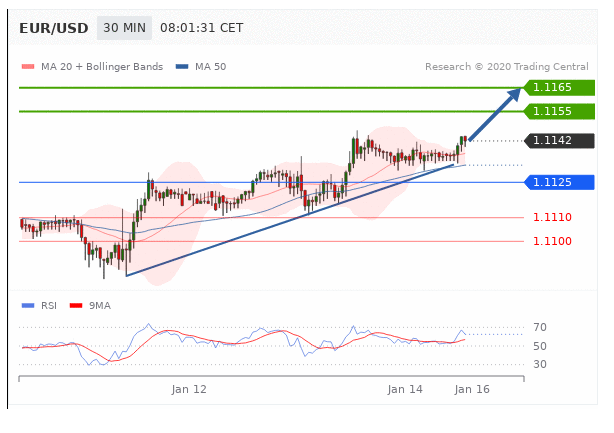 EUR/USD 30 MIN 08:01:31 CET
MA 20 + Bollinger Bands MA 50 Research © 2020 Trading Central
1.1165
1.1155
1.1142
1.1125
1.1110
1.1100
RSI 9MA
70
50
30
Jan 12 Jan 14 Jan 16